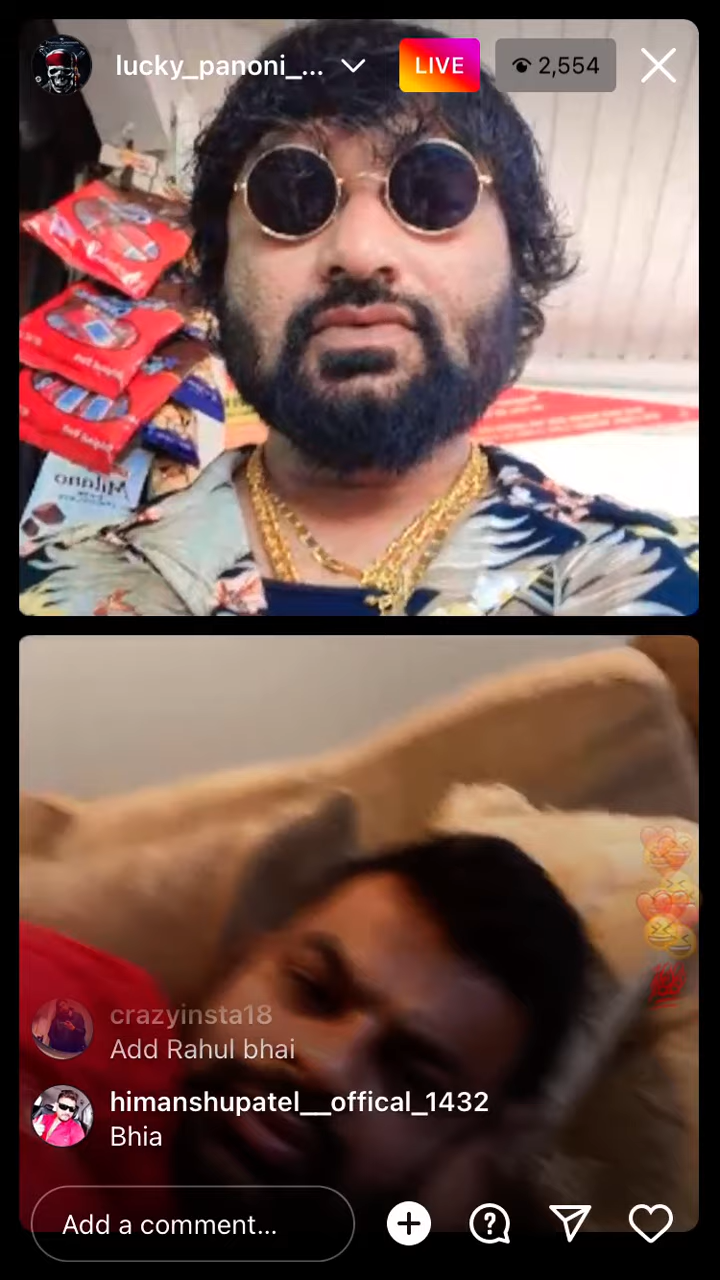 lucky_panoni_...
LIVE
2,554
Milano
crazyinsta18
Add Rahul bhai
himanshupatel__offical_1432
Bhia
Add a comment...